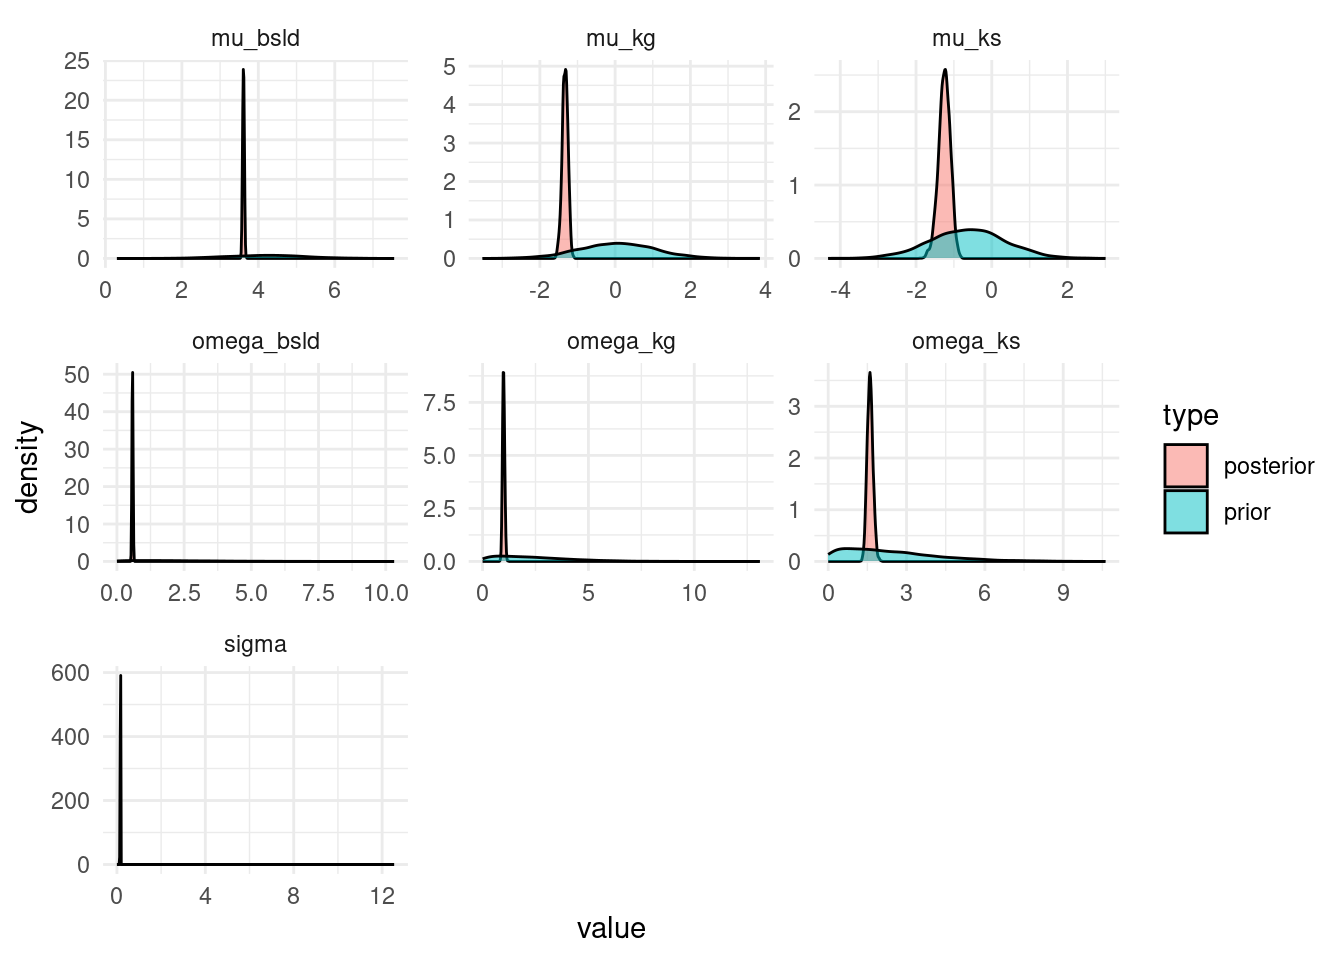 mu_bsld mu_kg mu_ks
25
20
15
10
5
0
0 2 4 6
5
4
3
2
1
0
-2 0 2 4
2
1
0
-4 -2 0 2
omega_bsld omega_kg omega_ks
50
40
30
20
10
0
0.0 2.5 5.0 7.5 10.0
7.5
5.0
2.5
0.0
0 5 10
3
2
1
0
0 3 6 9
sigma
600
400
200
0
0 4 8 12
density
value
type
posterior
prior